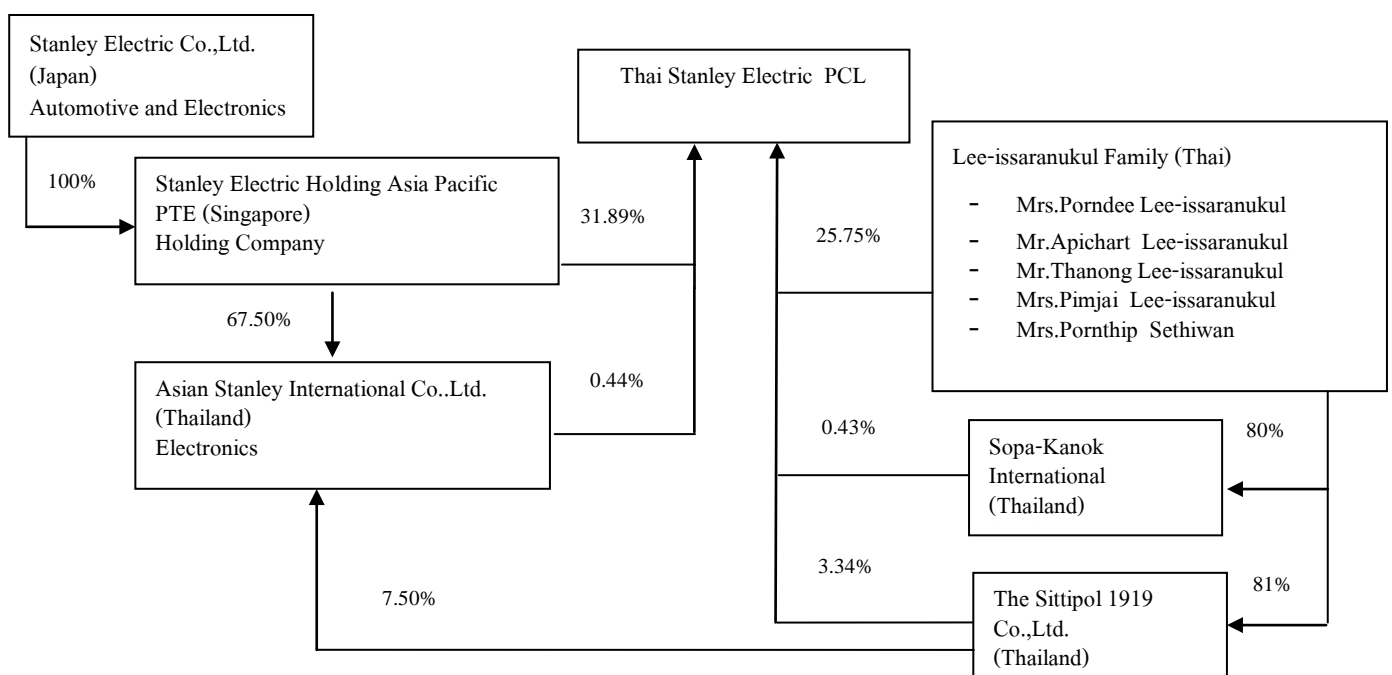 Stanley Electric Co.,Ltd.
(Japan)
Automotive and Electronics
Thai Stanley Electric PCL
100%
Stanley Electric Holding Asia Pacific
PTE (Singapore)
Holding Company
31.89%
25.75%
Lee-issaranukul Family (Thai)
- Mrs.Porndee Lee-issaranukul
- Mr.Apichart Lee-issaranukul
- Mr.Thanong Lee-issaranukul
- Mrs.Pimjai Lee-issaranukul
- Mrs.Pornthip Sethiwan
67.50%
Asian Stanley International Co..Ltd.
(Thailand)
Electronics
0.44%
0.43%
Sopa-Kanok
International
(Thailand)
80%
3.34%
7.50%
The Sittipol 1919
Co.,Ltd.
(Thailand)
81%